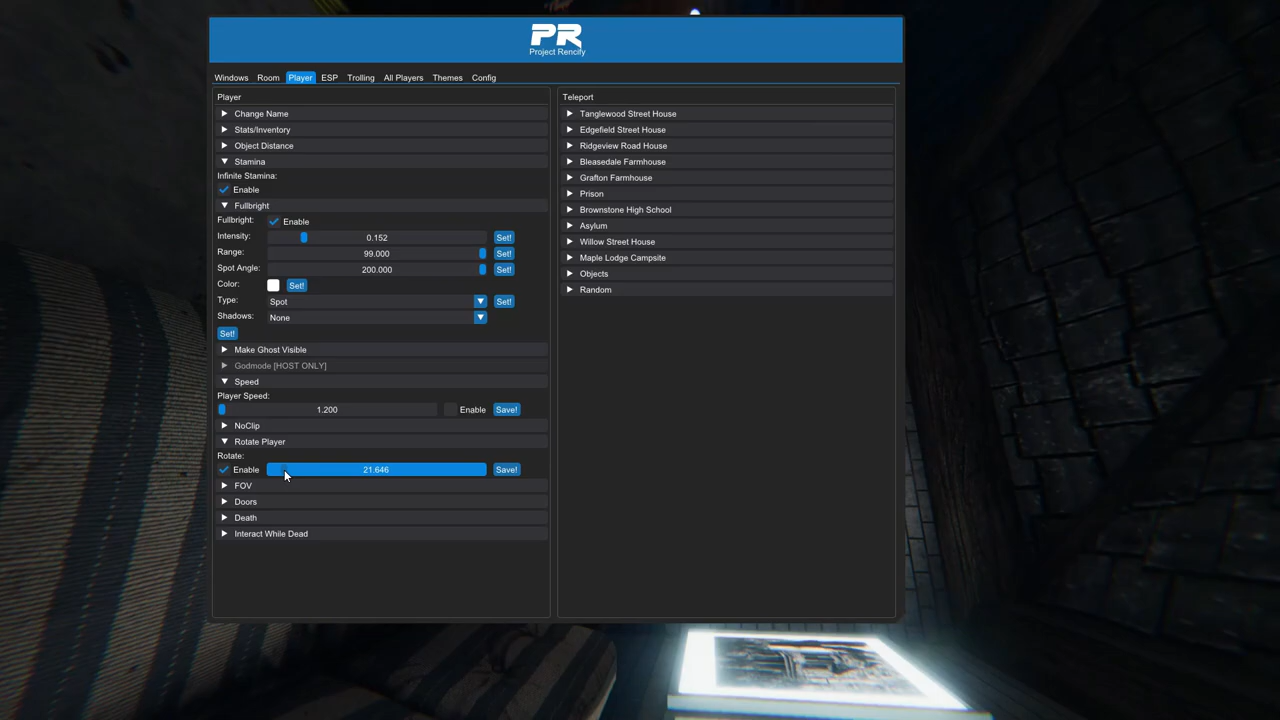 PR
Project Rencify
Windows Room Player ESP Trolling All Players Themes Config
Player
Change Name
Stats/Inventory
Object Distance
Stamina
Infinite Stamina:
Enable
Fullbright
Fullbright: Enable
Intensity: 0.152 Set!
Range: 99.000 Set!
Spot Angle: 200.000 Set!
Color: Set!
Type: Spot Set!
Shadows: None
Set!
Make Ghost Visible
Godmode [HOST ONLY]
Speed
Player Speed:
1.200 Enable Save!
NoClip
Rotate Player
Rotate:
Enable 21.646 Save!
FOV
Doors
Death
Interact While Dead
Teleport
Tanglewood Street House
Edgefield Street House
Ridgeview Road House
Bleasedale Farmhouse
Grafton Farmhouse
Prison
Brownstone High School
Asylum
Willow Street House
Maple Lodge Campsite
Objects
Random